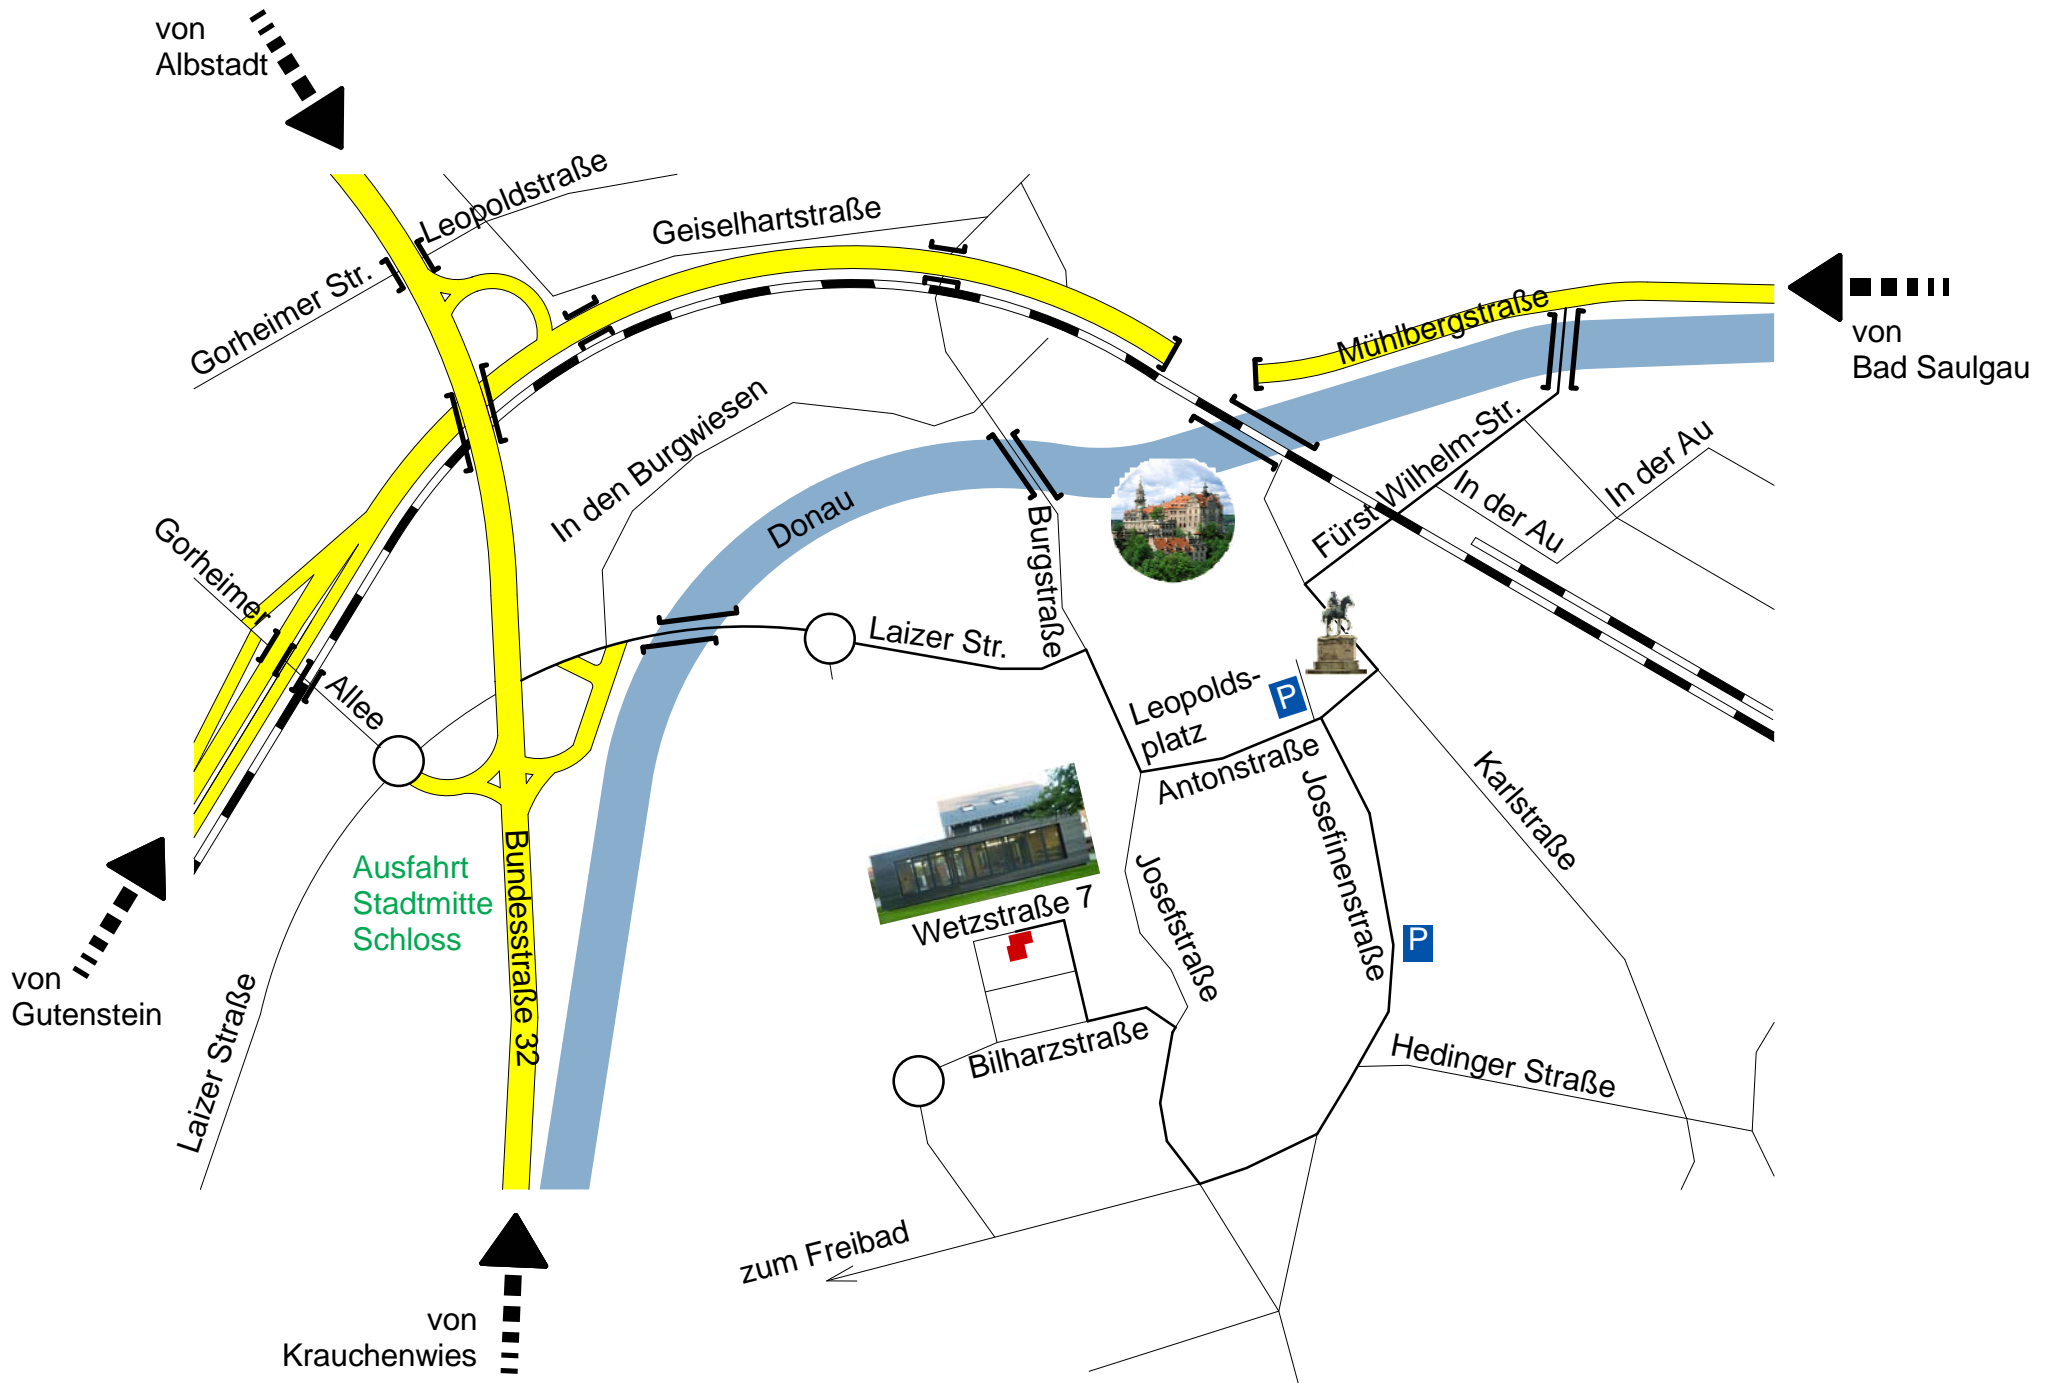 von
Albstadt
Leopoldstraße
Geiselhartstraße
Gorheimer Str.
Mühlbergstraße
von
Bad Saulgau
In den Burgwiesen
Donau
Fürst-Wilhelm-Str.
In der Au
In der Au
Gorheimer
Allee
Burgstraße
Laizer Str.
Leopolds-
platz
P
Antonstraße
Josefinenstraße
Karlstraße
Ausfahrt
Stadtmitte
Schloss
Bundesstraße 32
Wetzstraße 7
Josefstraße
P
von
Gutenstein
Laizer Straße
Bilharzstraße
Hedinger Straße
zum Freibad
von
Krauchenwies